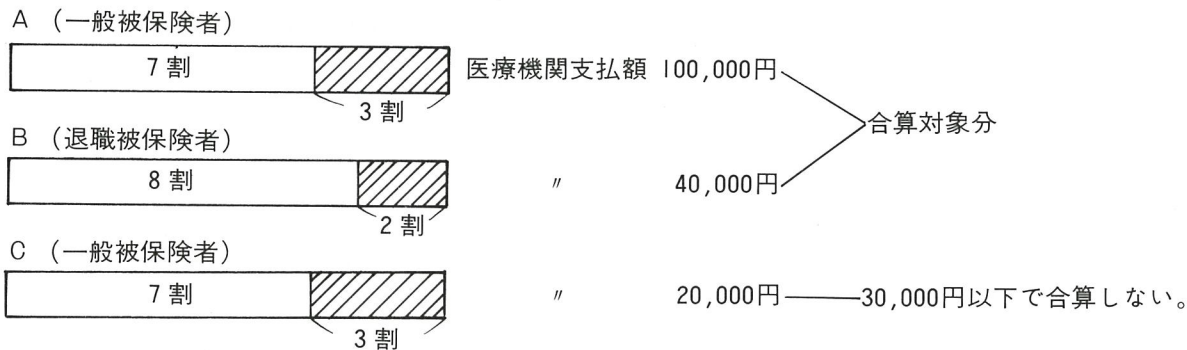 A （一般被保険者）
7割 医療機関支払額 100,000円
3割
合算対象分
B （退職被保険者）
8割 〃 40,000円
2割
C （一般被保険者）
7割 〃 20,000円 30,000円以下で合算しない。
3割